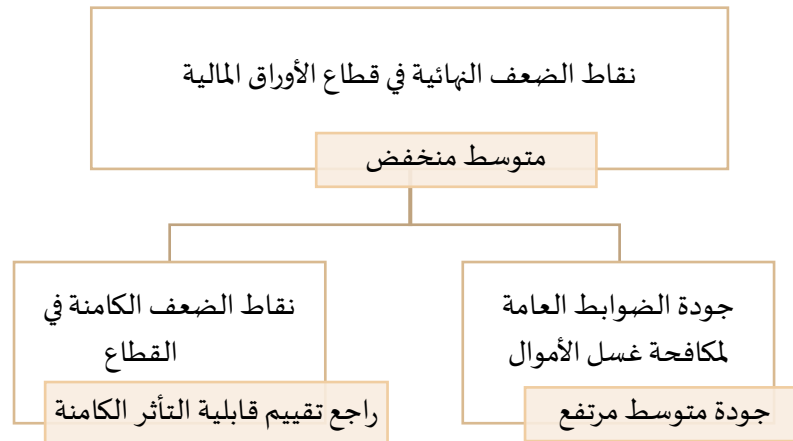 نقاط الضعف النهائية في قطاع الأوراق المالية
متوسط منخفض
جودة الضوابط العامة
لمكافحة غسل الأموال
جودة متوسط مرتفع
نقاط الضعف الكامنة في
القطاع
راجع تقييم قابلية التأثر الكامنة